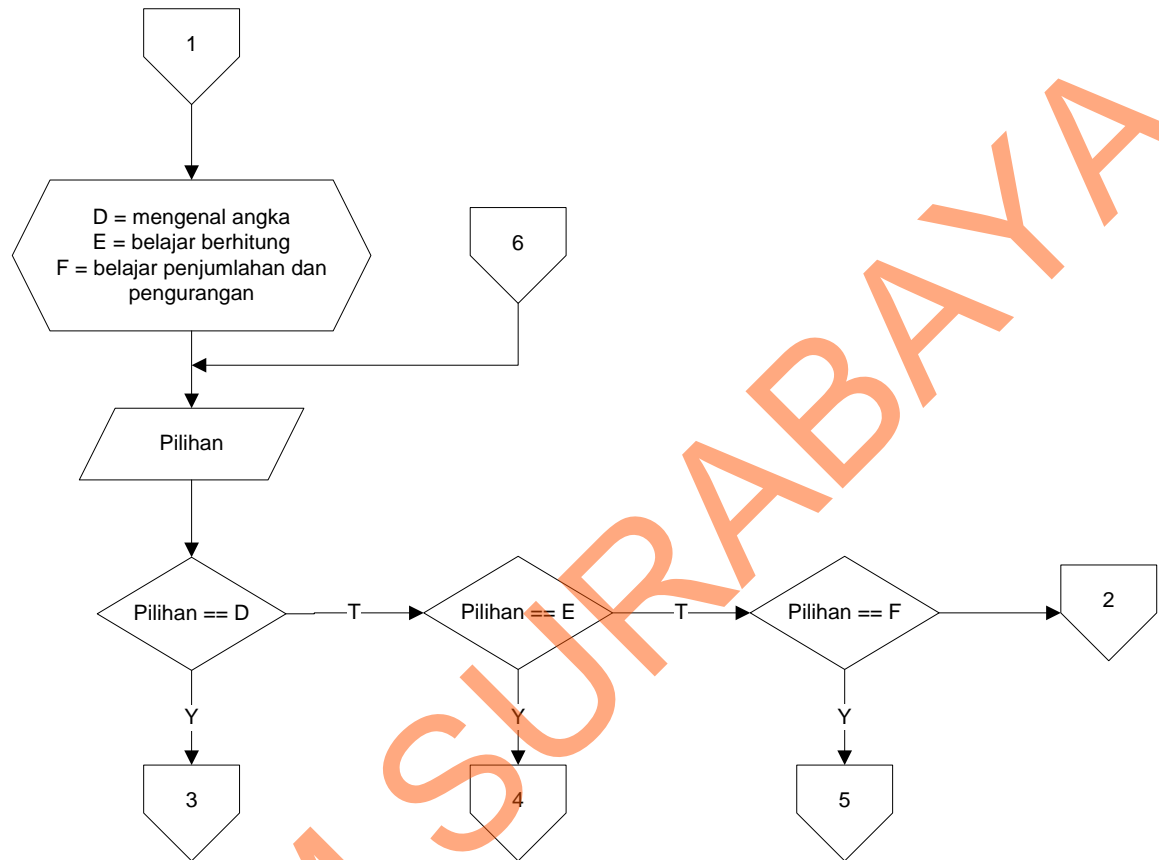 1
D = mengenal angka
E = belajar berhitung
F = belajar penjumlahan dan
pengurangan
6
Pilihan
Pilihan == D
T
Pilihan == E
T
Pilihan == F
2
Y
Y
Y
3
4
5
M SURABAYA